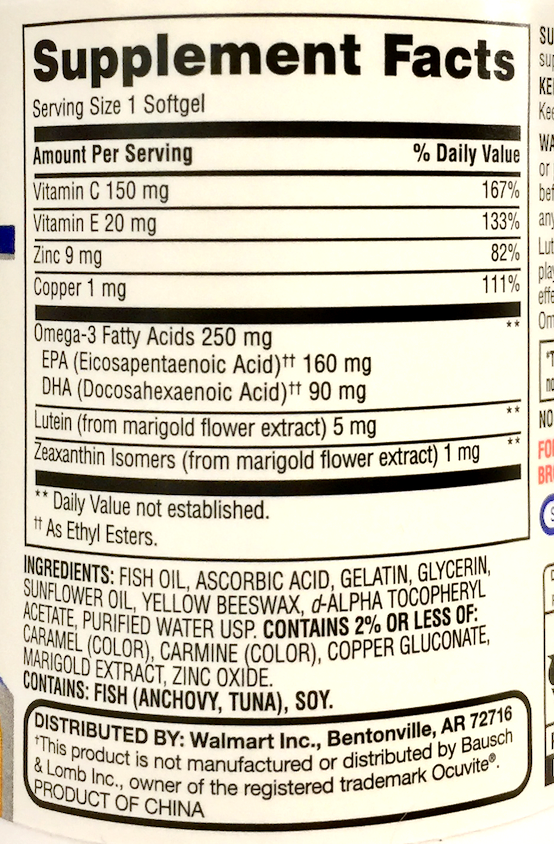 Supplement Facts
Serving Size 1 Softgel
Amount Per Serving % Daily Value
Vitamin C 150 mg 167%
Vitamin E 20 mg 133%
Zinc 9 mg 82%
Copper 1 mg 111%
Omega-3 Fatty Acids 250 mg **
EPA (Eicosapentaenoic Acid)†† 160 mg
DHA (Docosahexaenoic Acid)†† 90 mg
Lutein (from marigold flower extract) 5 mg **
Zeaxanthin Isomers (from marigold flower extract) 1 mg **
** Daily Value not established.
†† As Ethyl Esters.
INGREDIENTS: FISH OIL, ASCORBIC ACID, GELATIN, GLYCERIN,
SUNFLOWER OIL, YELLOW BEESWAX, d-ALPHA TOCOPHERYL
ACETATE, PURIFIED WATER USP. CONTAINS 2% OR LESS OF:
CARAMEL (COLOR), CARMINE (COLOR), COPPER GLUCONATE,
MARIGOLD EXTRACT, ZINC OXIDE.
CONTAINS: FISH (ANCHOVY, TUNA), SOY.
DISTRIBUTED BY: Walmart Inc., Bentonville, AR 72716
†This product is not manufactured or distributed by Bausch
& Lomb Inc., owner of the registered trademark Ocuvite®.
PRODUCT OF CHINA